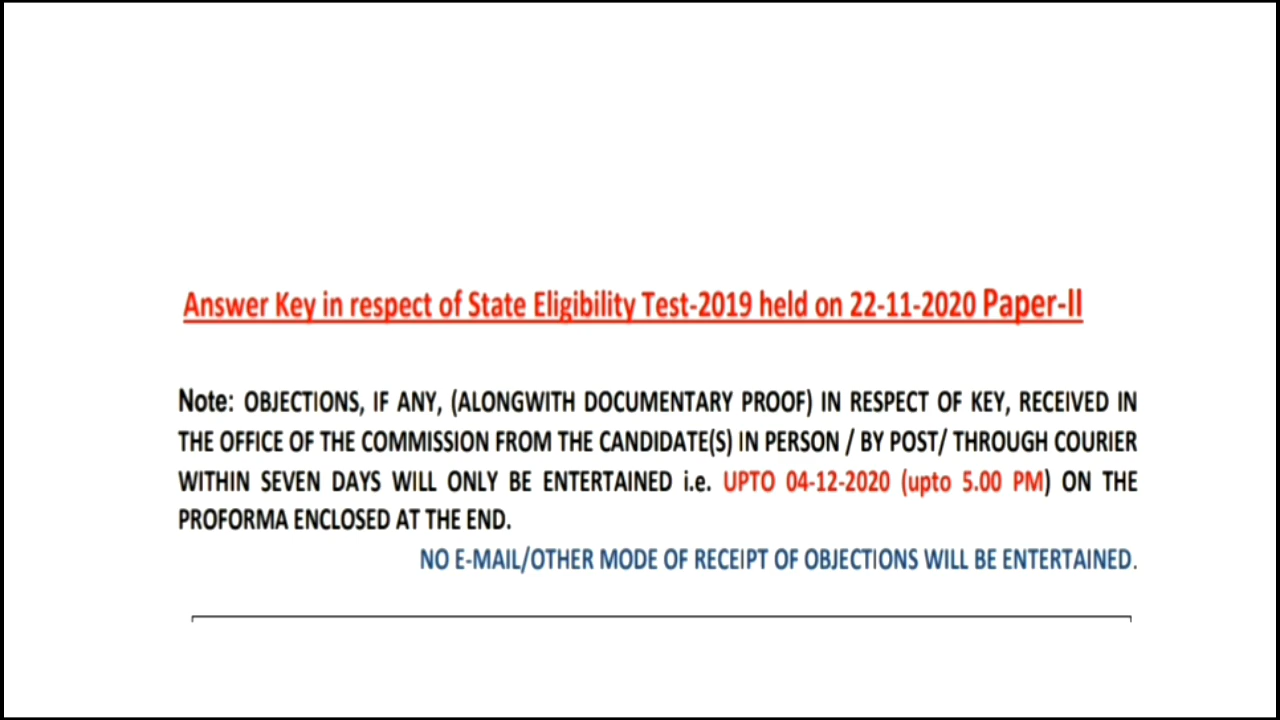 Answer Key in respect of State Eligibility Test-2019 held on 22-11-2020 Paper-II
Note: OBJECTIONS, IF ANY, (ALONGWITH DOCUMENTARY PROOF) IN RESPECT OF KEY, RECEIVED IN
THE OFFICE OF THE COMMISSION FROM THE CANDIDATE(S) IN PERSON / BY POST/ THROUGH COURIER
WITHIN SEVEN DAYS WILL ONLY BE ENTERTAINED i.e. UPTO 04-12-2020 (upto 5.00 PM) ON THE
PROFORMA ENCLOSED AT THE END.
NO E-MAIL/OTHER MODE OF RECEIPT OF OBJECTIONS WILL BE ENTERTAINED.